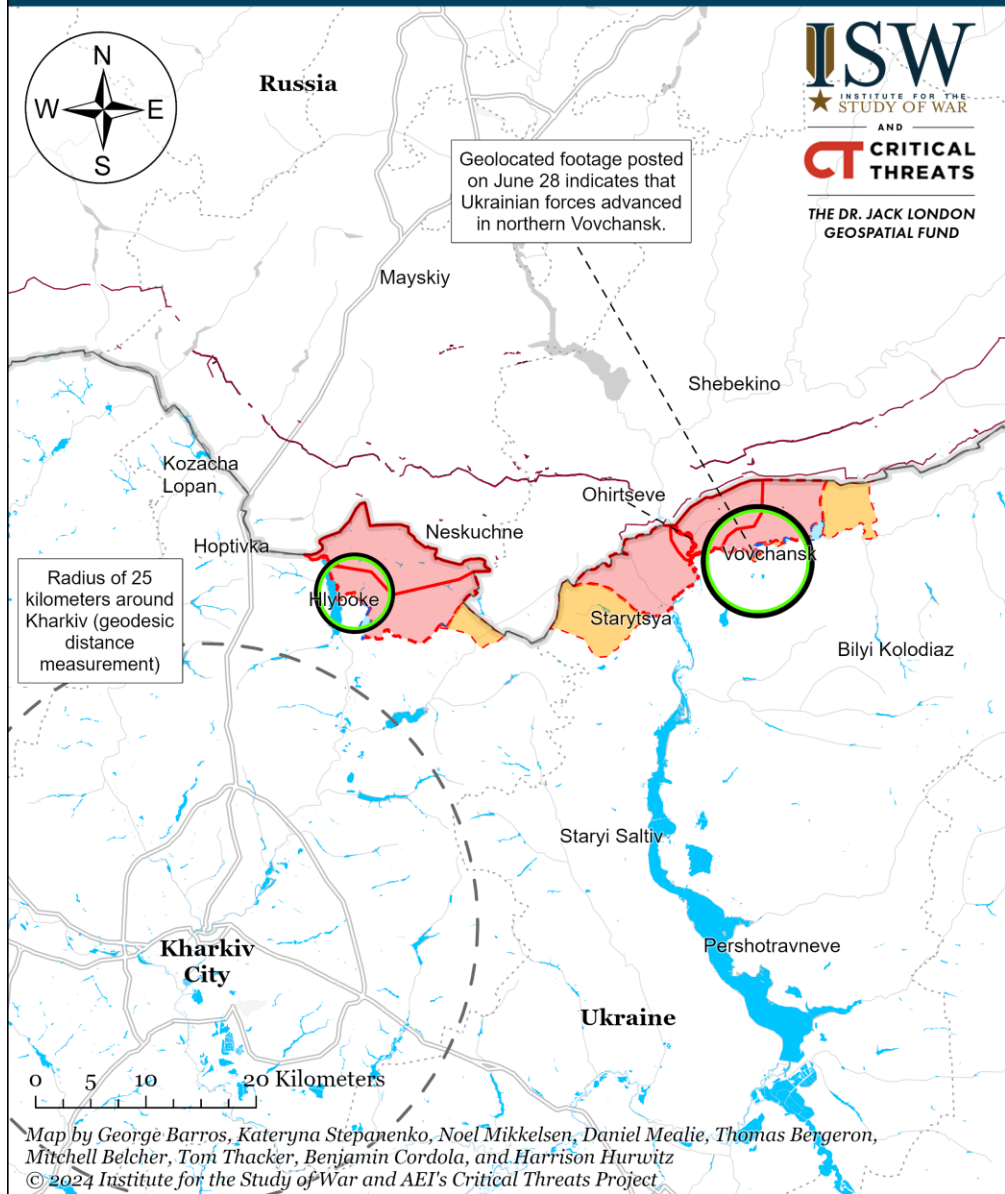 N
W
E
S
Russia
ISW
INSTITUTE FOR THE
STUDY OF WAR
AND
CT CRITICAL
THREATS
THE DR. JACK LONDON
GEOSPATIAL FUND
Geolocated footage posted
on June 28 indicates that
Ukrainian forces advanced
in northern Vovchansk.
Mayskiy
Shebekino
Kozacha
Lopan
Ohirtseve
Neskuchne
Hoptivka
Vovchansk
Radius of 25
kilometers around
Kharkiv (geodesic
distance
measurement)
Hlyboke
Starytsya
Bilyi Kolodiaz
Staryi Saltiv
Kharkiv
City
Pershotravneve
Ukraine
0 5 10 20 Kilometers
Map by George Barros, Kateryna Stepanenko, Noel Mikkelsen, Daniel Mealie, Thomas Bergeron,
Mitchell Belcher, Tom Thacker, Benjamin Cordola, and Harrison Hurwitz
© 2024 Institute for the Study of War and AEI's Critical Threats Project